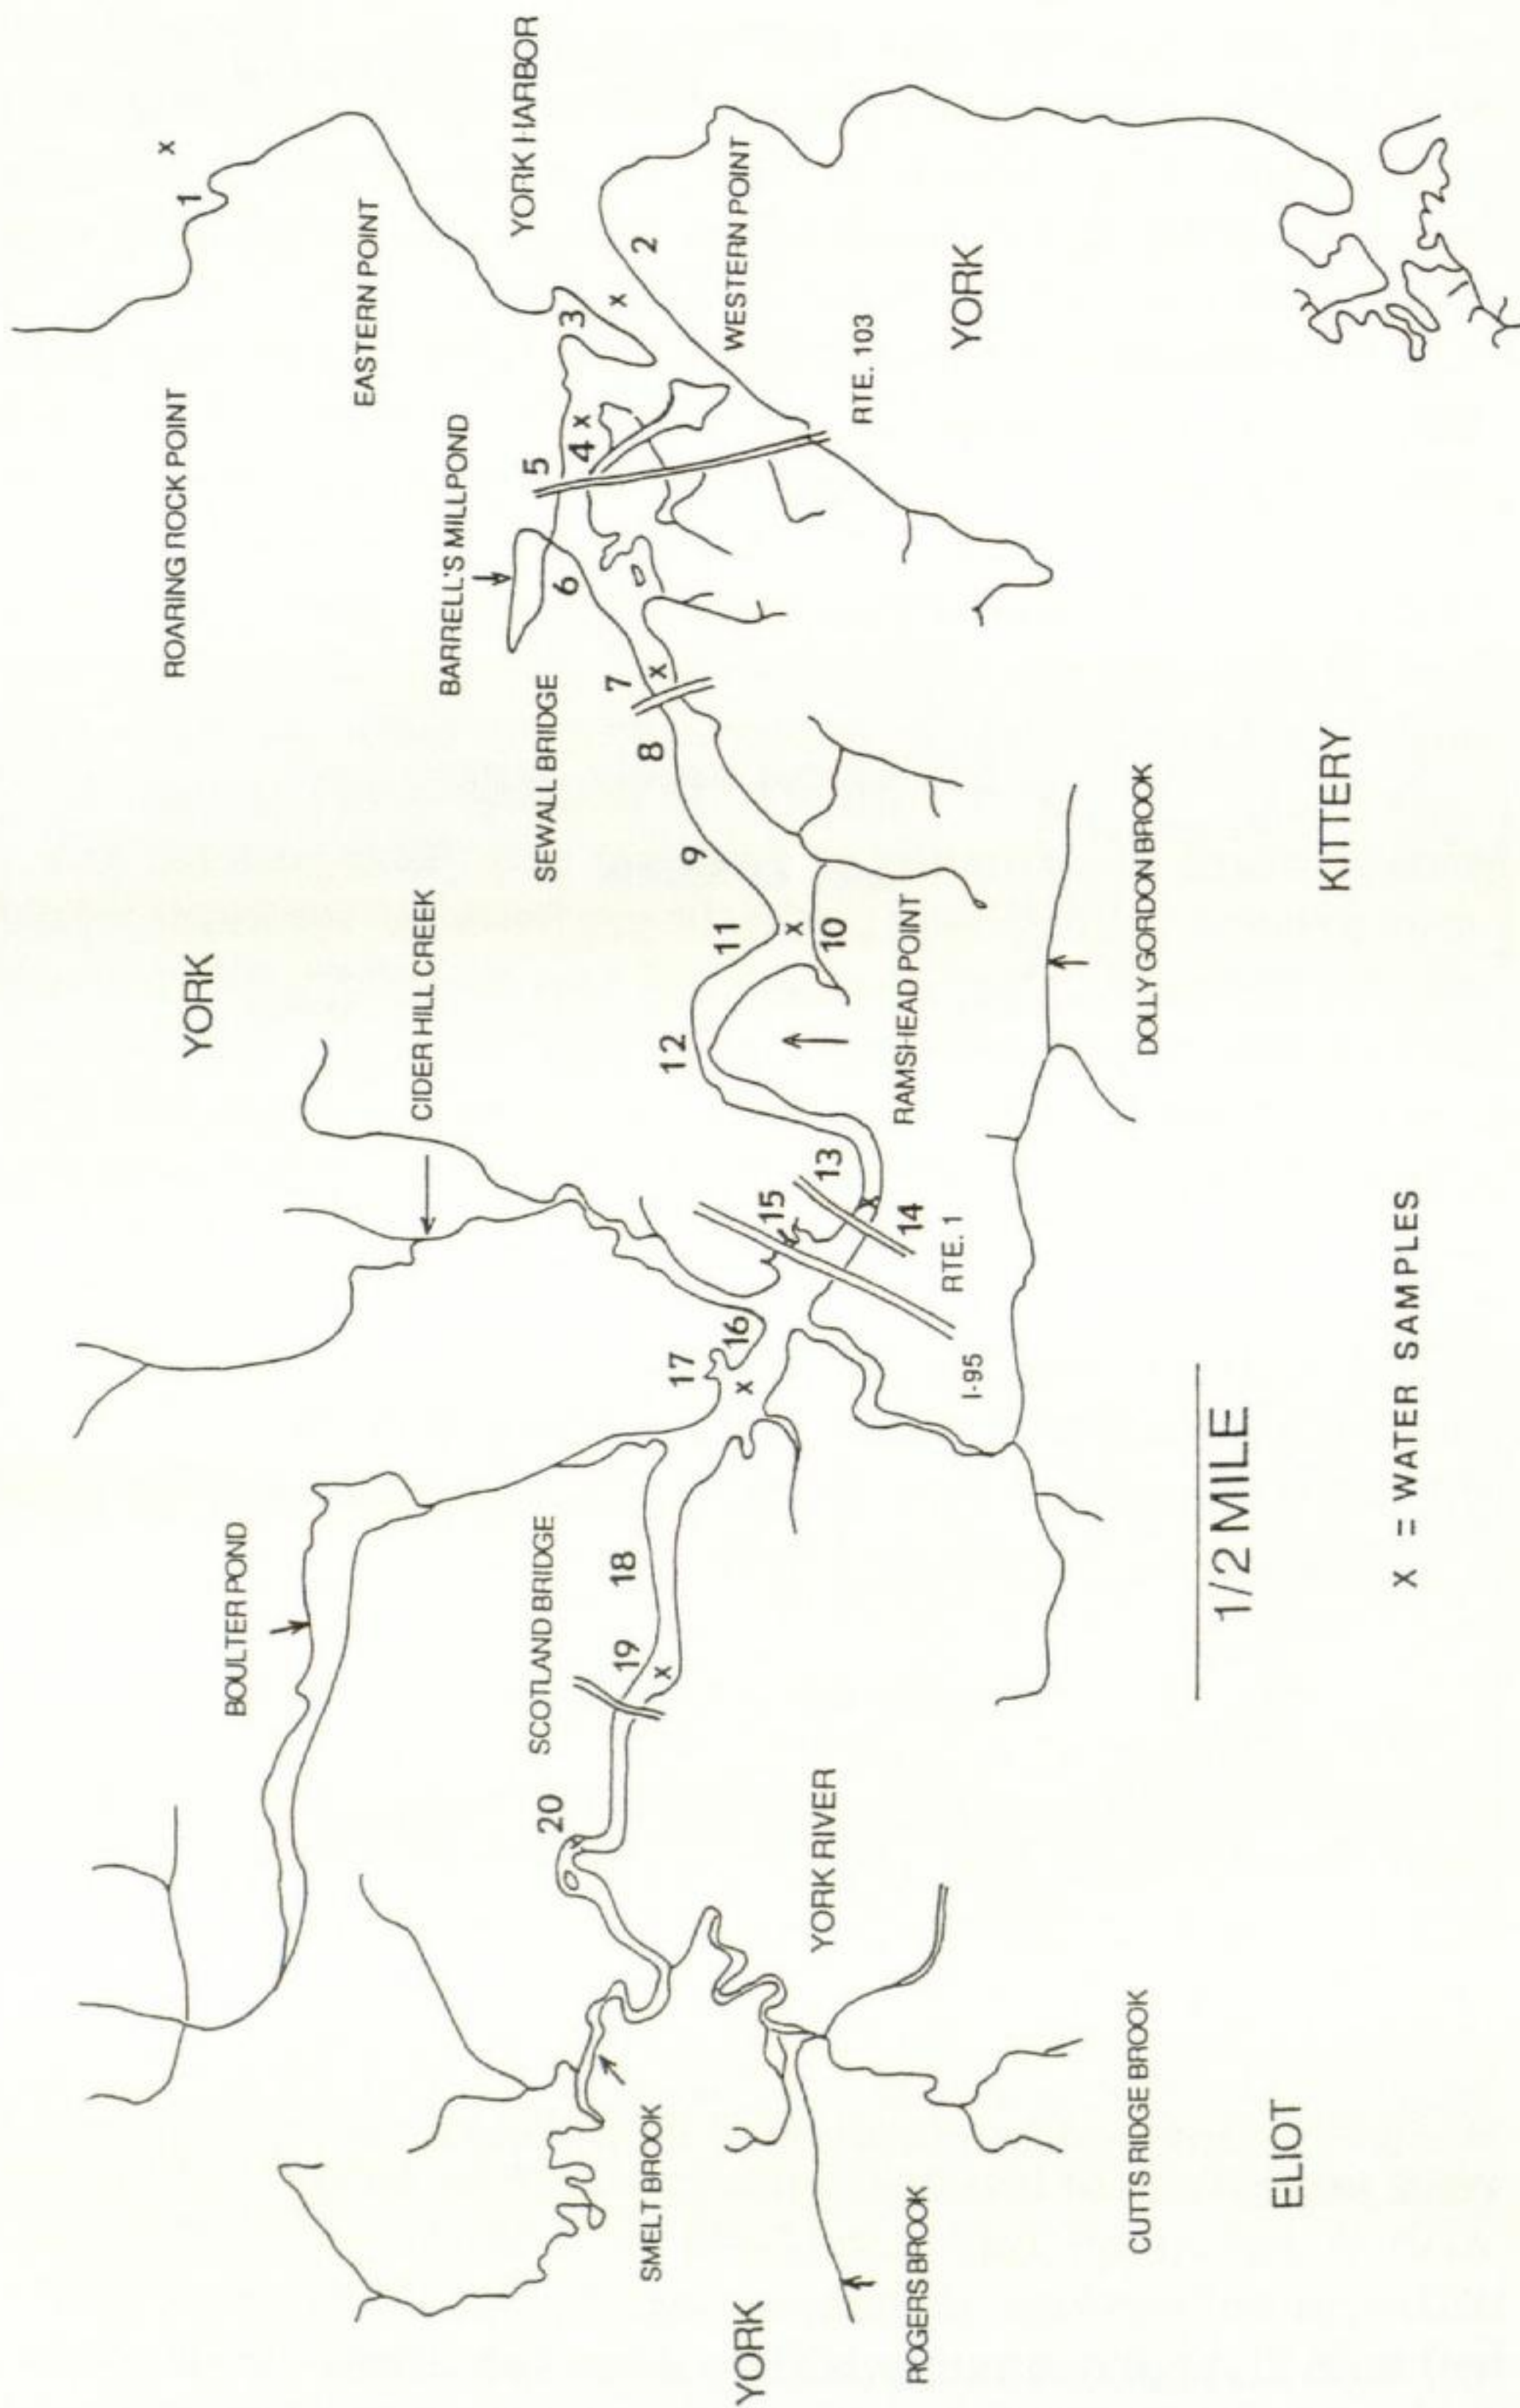 x
ROARING ROCK POINT
1
YORK
BOULTER POND
EASTERN POINT
CIDER HILL CREEK
BARRELL'S MILLPOND
YORK HARBOR
SCOTLAND BRIDGE
SEWALL BRIDGE
5
20
x
6
4 x
3
x
7
18
19
x
2
8
x
SMELT BROOK
12
17
9
11
16
x
WESTERN POINT
YORK
15
x
YORK RIVER
13
10
RTE. 103
x
14
RAMSHEAD POINT
ROGERS BROOK
RTE. 1
YORK
I-95
CUTTS RIDGE BROOK
DOLLY GORDON BROOK
1/2 MILE
ELIOT
KITTERY
X = WATER SAMPLES